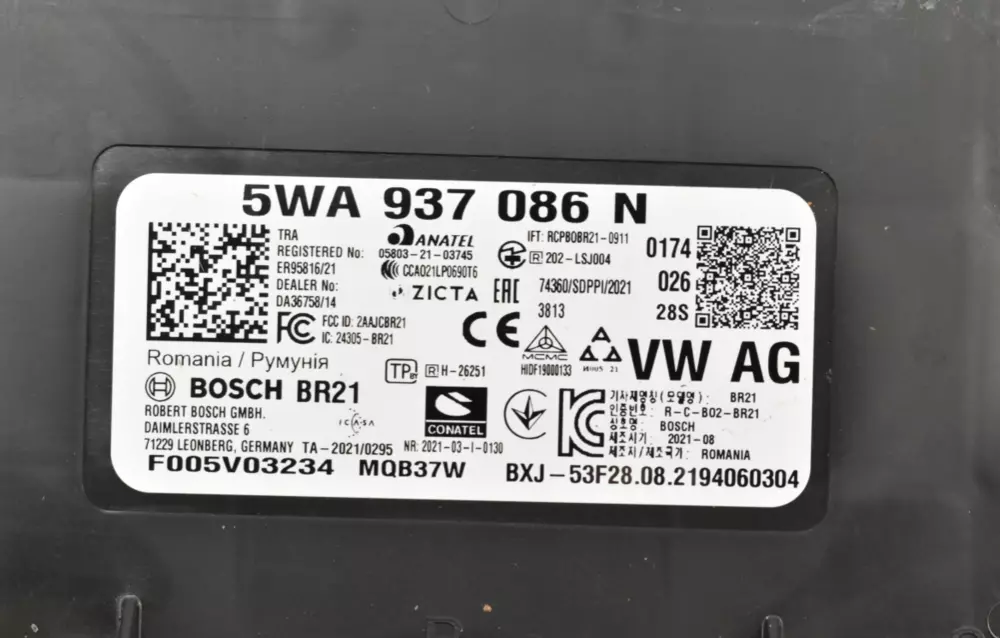 5WA 937 086 N
TRA
REGISTERED No:
ER95816/21
DEALER No:
DA36758/14
ANATEL
05803-21-03745
CCAO21LP0690T6
ZICTA
EAC
IFT: RCPBOBR21-0911
R 202-LSJ004
74360/SDPPI/2021
3813
0174
026
28S
FC
FCC ID: 2AAJCBR21
IC: 24305-BR21
CE
MCMC
HIDF19000133
VW AG
Romania / Румунія
TP
R H-26251
BOSCH BR21
ROBERT BOSCH GMBH.
DAIMLERSTRASSE 6
71229 LEONBERG, GERMANY
ICASA
TA-2021/0295
CONATEL
NR: 2021-03-I-0130
KC
기자재명칭(모델명): BR21
인증번호: R-C-BO2-BR21
상호명: BOSCH
제조시기: 2021-08
제조자/제조국가: ROMANIA
F005V03234 MQB37W BXJ-53F28.08.2194060304